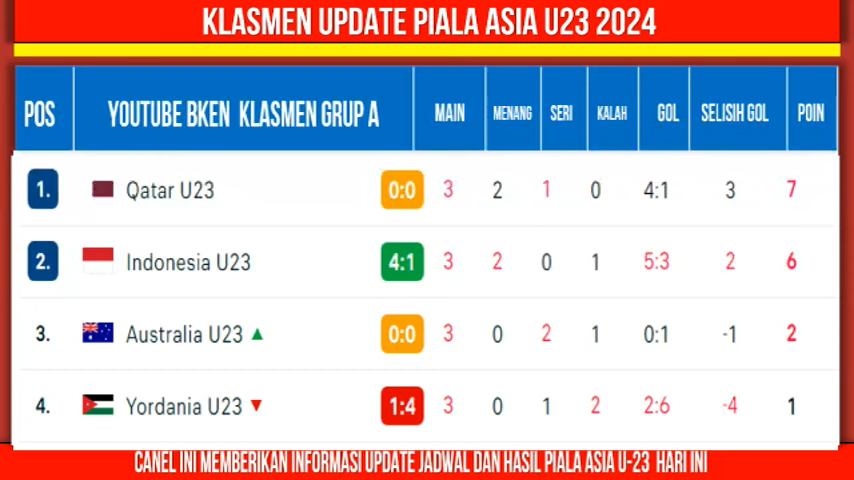 KLASMEN UPDATE PIALA ASIA U23 2024
POS YOUTUBE BKEN KLASMEN GRUP A MAIN MENANG SERI KALAH GOL SELISIH GOL POIN
1. Qatar U23 0:0 3 2 1 0 4:1 3 7
2. Indonesia U23 4:1 3 2 0 1 5:3 2 6
3. Australia U23 0:0 3 0 2 1 0:1 -1 2
4. Yordania U23 1:4 3 0 1 2 2:6 -4 1
CANEL INI MEMBERIKAN INFORMASI UPDATE JADWAL DAN HASIL PIALA ASIA U-23 HARI INI